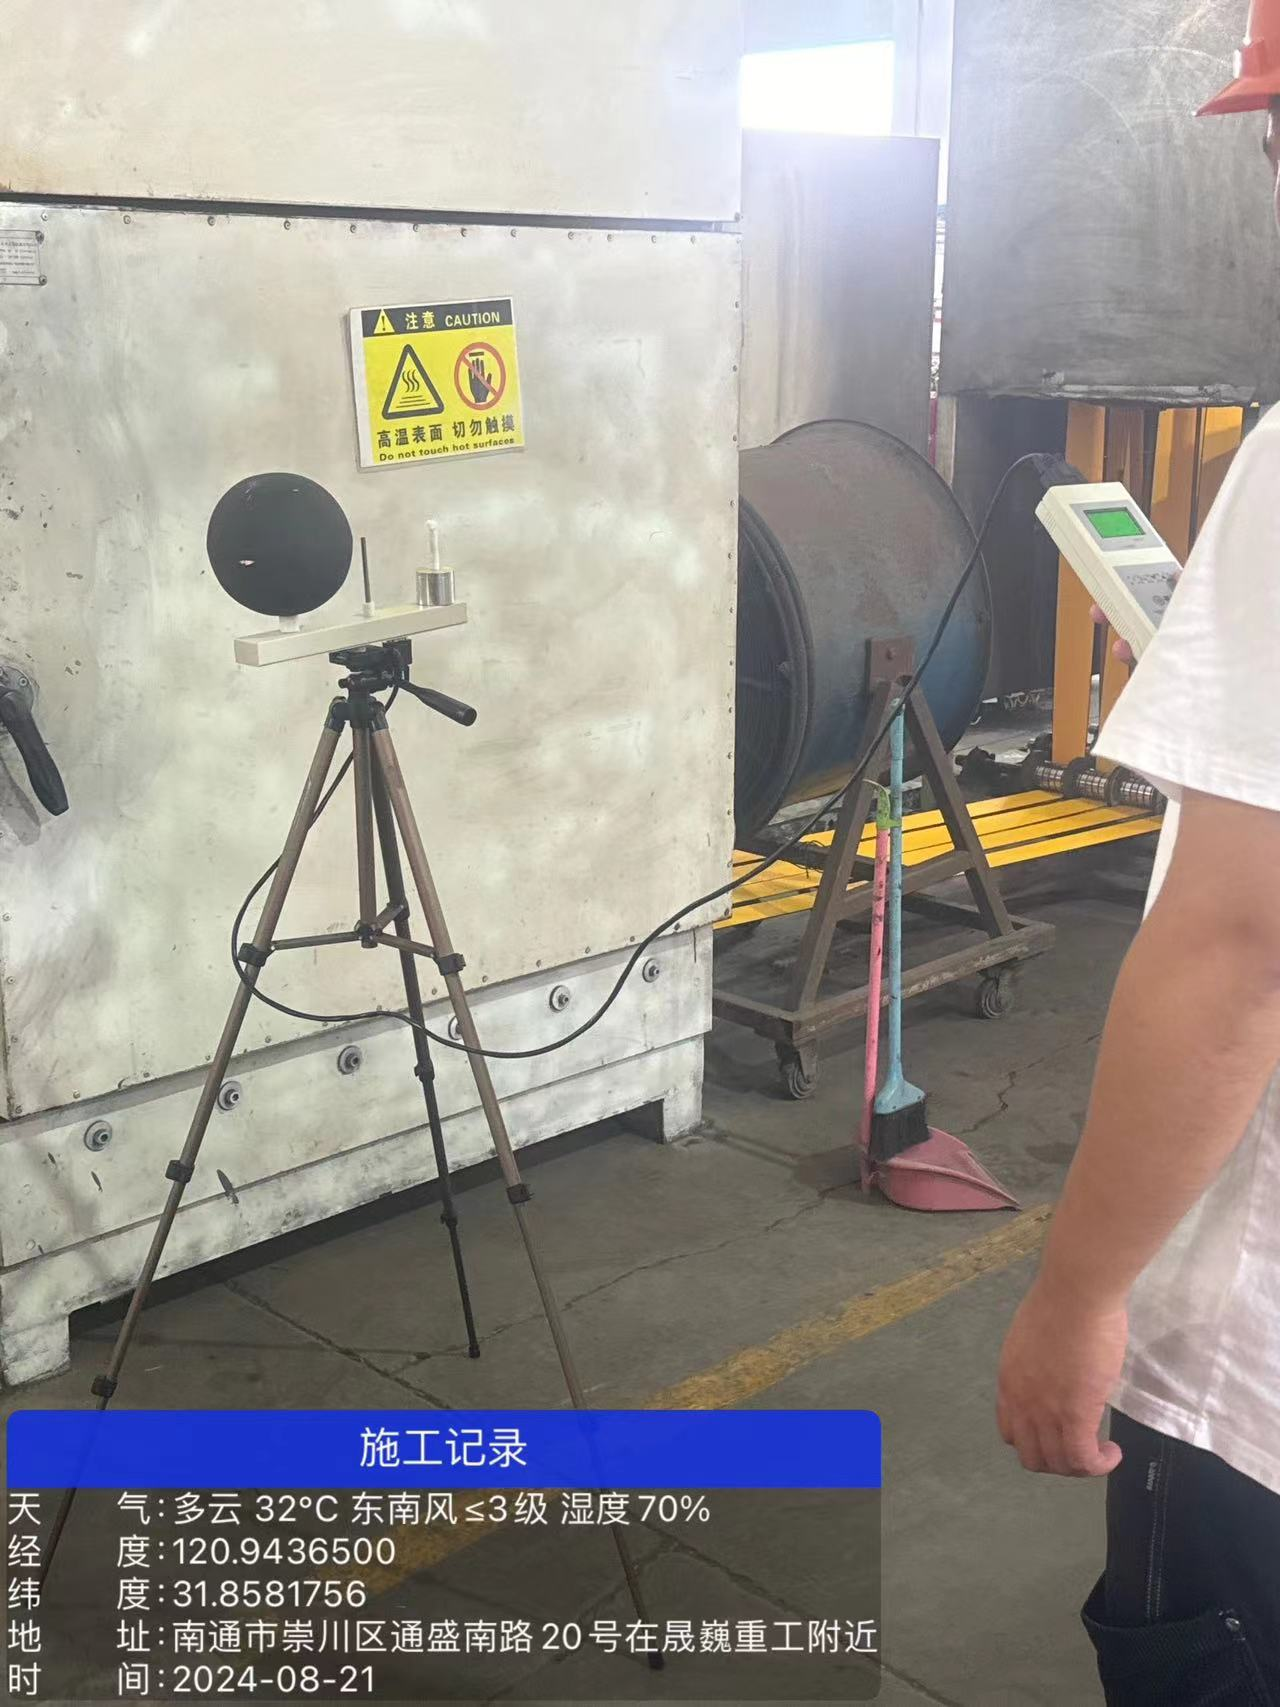 注意 CAUTION
高温表面 切勿触摸
Do not touch hot surfaces
施工记录
天 气:多云 32°C 东南风≤3级 湿度70%
经 度:120.9436500
纬 度:31.8581756
地 址:南通市崇川区通盛南路20号在晟巍重工附近
时 间:2024-08-21